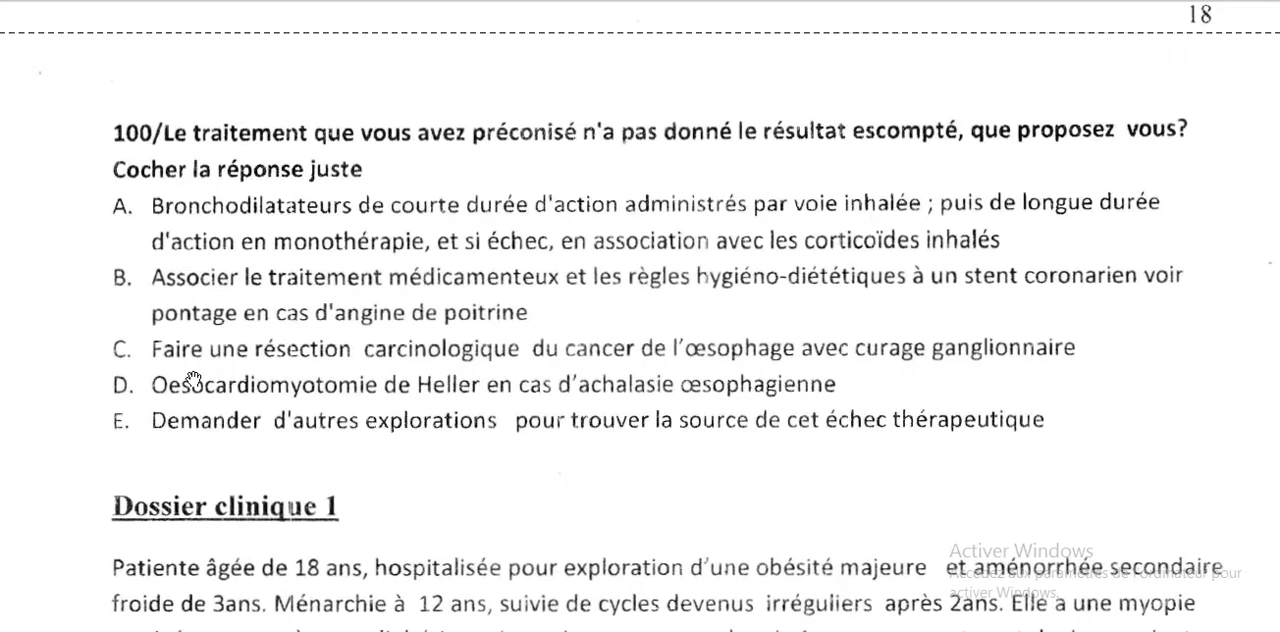 18
100/Le traitement que vous avez préconisé n'a pas donné le résultat escompté, que proposez vous?
Cocher la réponse juste
A. Bronchodilatateurs de courte durée d'action administrés par voie inhalée ; puis de longue durée
d'action en monothérapie, et si échec, en association avec les corticoïdes inhalés
B. Associer le traitement médicamenteux et les règles hygiéno-diététiques à un stent coronarien voir
pontage en cas d'angine de poitrine
C. Faire une résection carcinologique du cancer de l'œsophage avec curage ganglionnaire
D. Oesocardiomyotomie de Heller en cas d'achalasie œsophagienne
E. Demander d'autres explorations pour trouver la source de cet échec thérapeutique
Dossier clinique 1
Activer Windows
Patiente âgée de 18 ans, hospitalisée pour exploration d'une obésité majeure et aménorrhée secondaire
Accédez aux paramètres de l'ordinateur pour
activer Windows.
froide de 3ans. Ménarchie à 12 ans, suivie de cycles devenus irréguliers après 2ans. Elle a une myopie